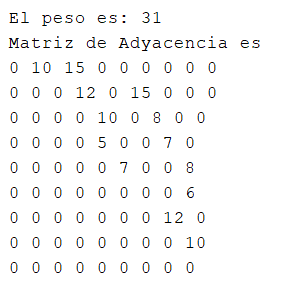 El peso es: 31
Matriz de Adyacencia es
0 10 15 0 0 0 0 0 0
0 0 0 12 0 15 0 0 0
0 0 0 0 10 0 8 0 0
0 0 0 0 5 0 0 7 0
0 0 0 0 0 7 0 0 8
0 0 0 0 0 0 0 0 6
0 0 0 0 0 0 0 12 0
0 0 0 0 0 0 0 0 10
0 0 0 0 0 0 0 0 0